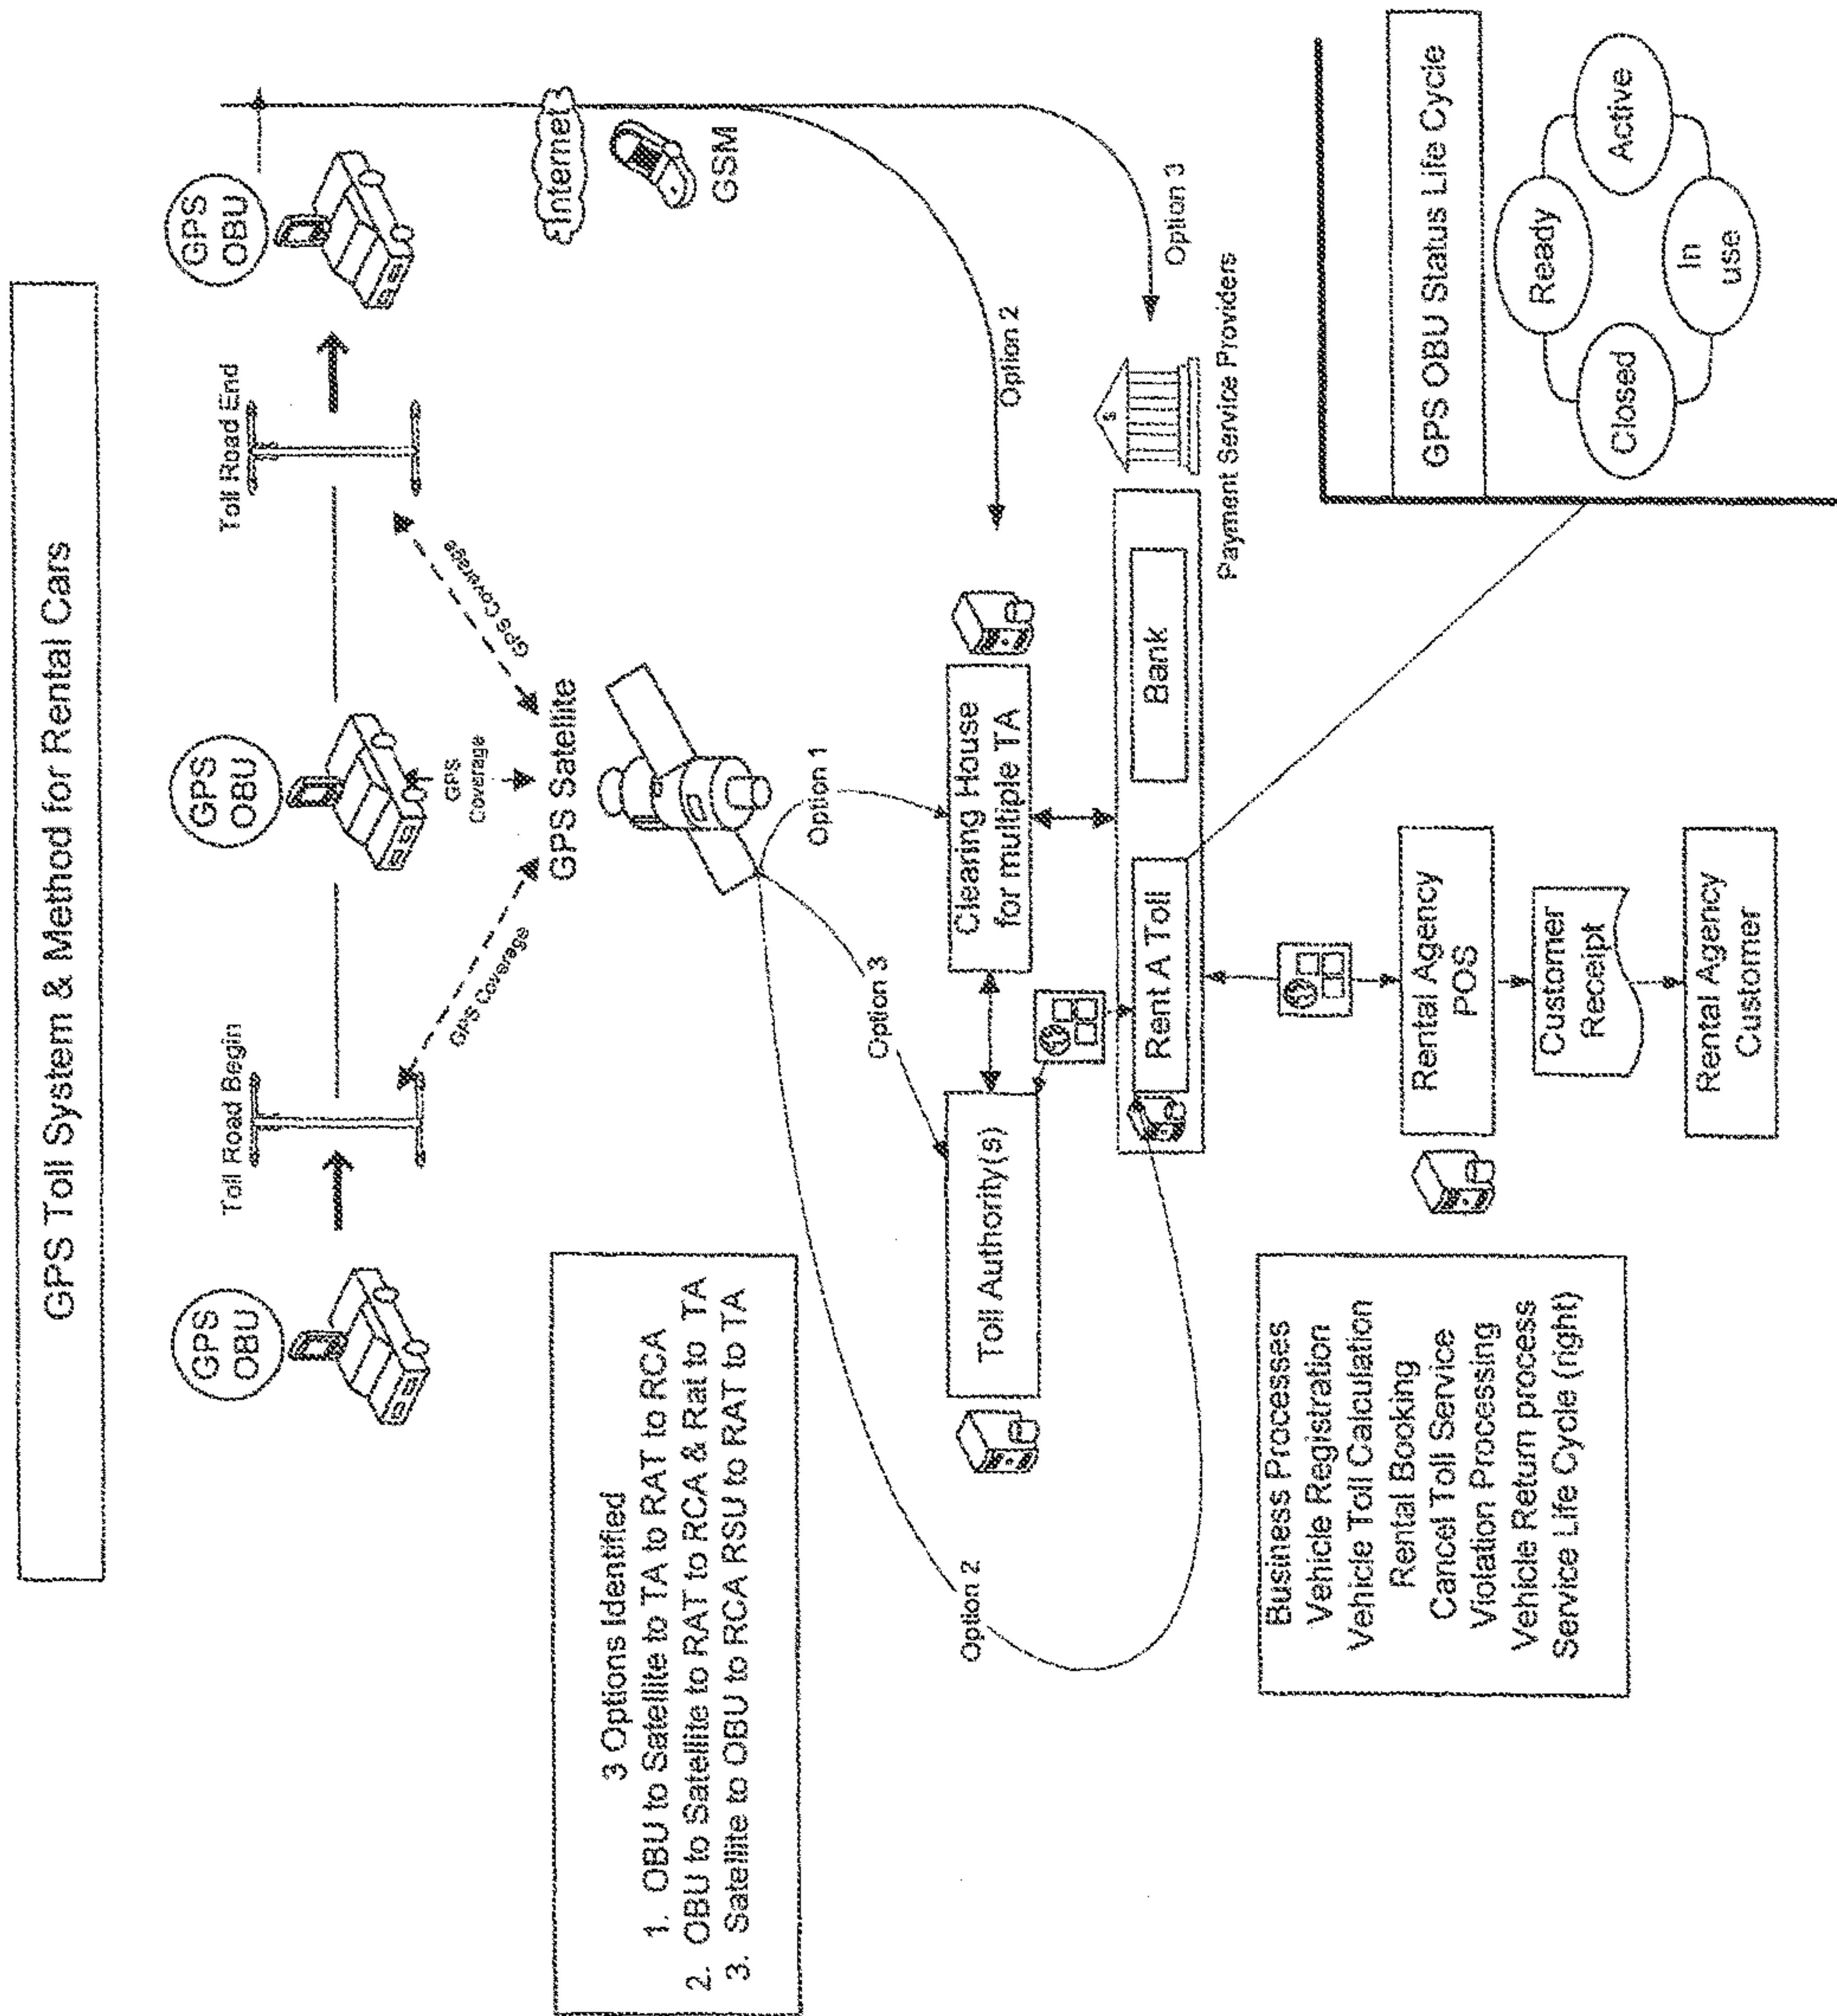 GPS Toll System & Method for Rental Cars
GPS
OBU
Toll Road Begin
GPS
OBU
Toll Road End
GPS
OBU
GPS Coverage
GPS
Coverage
GPS Coverage
GPS Satellite
Internet
GSM
3 Options Identified
1. OBU to Satellite to TA to RAT to RCA
2. OBU to Satellite to RAT to RCA & Rat to TA
3. Satellite to OBU to RCA RSU to RAT to TA
Option 1
Option 3
Option 2
Option 2
Option 3
Toll Authority(s)
Clearing House
for multiple TA
Rent A Toll
Bank
$
Payment Service Providers
Business Processes
Vehicle Registration
Vehicle Toll Calculation
Rental Booking
Cancel Toll Service
Violation Processing
Vehicle Return process
Service Life Cycle (right)
Rental Agency
POS
Customer
Receipt
Rental Agency
Customer
GPS OBU Status Life Cycle
Ready
Closed
Active
In
use